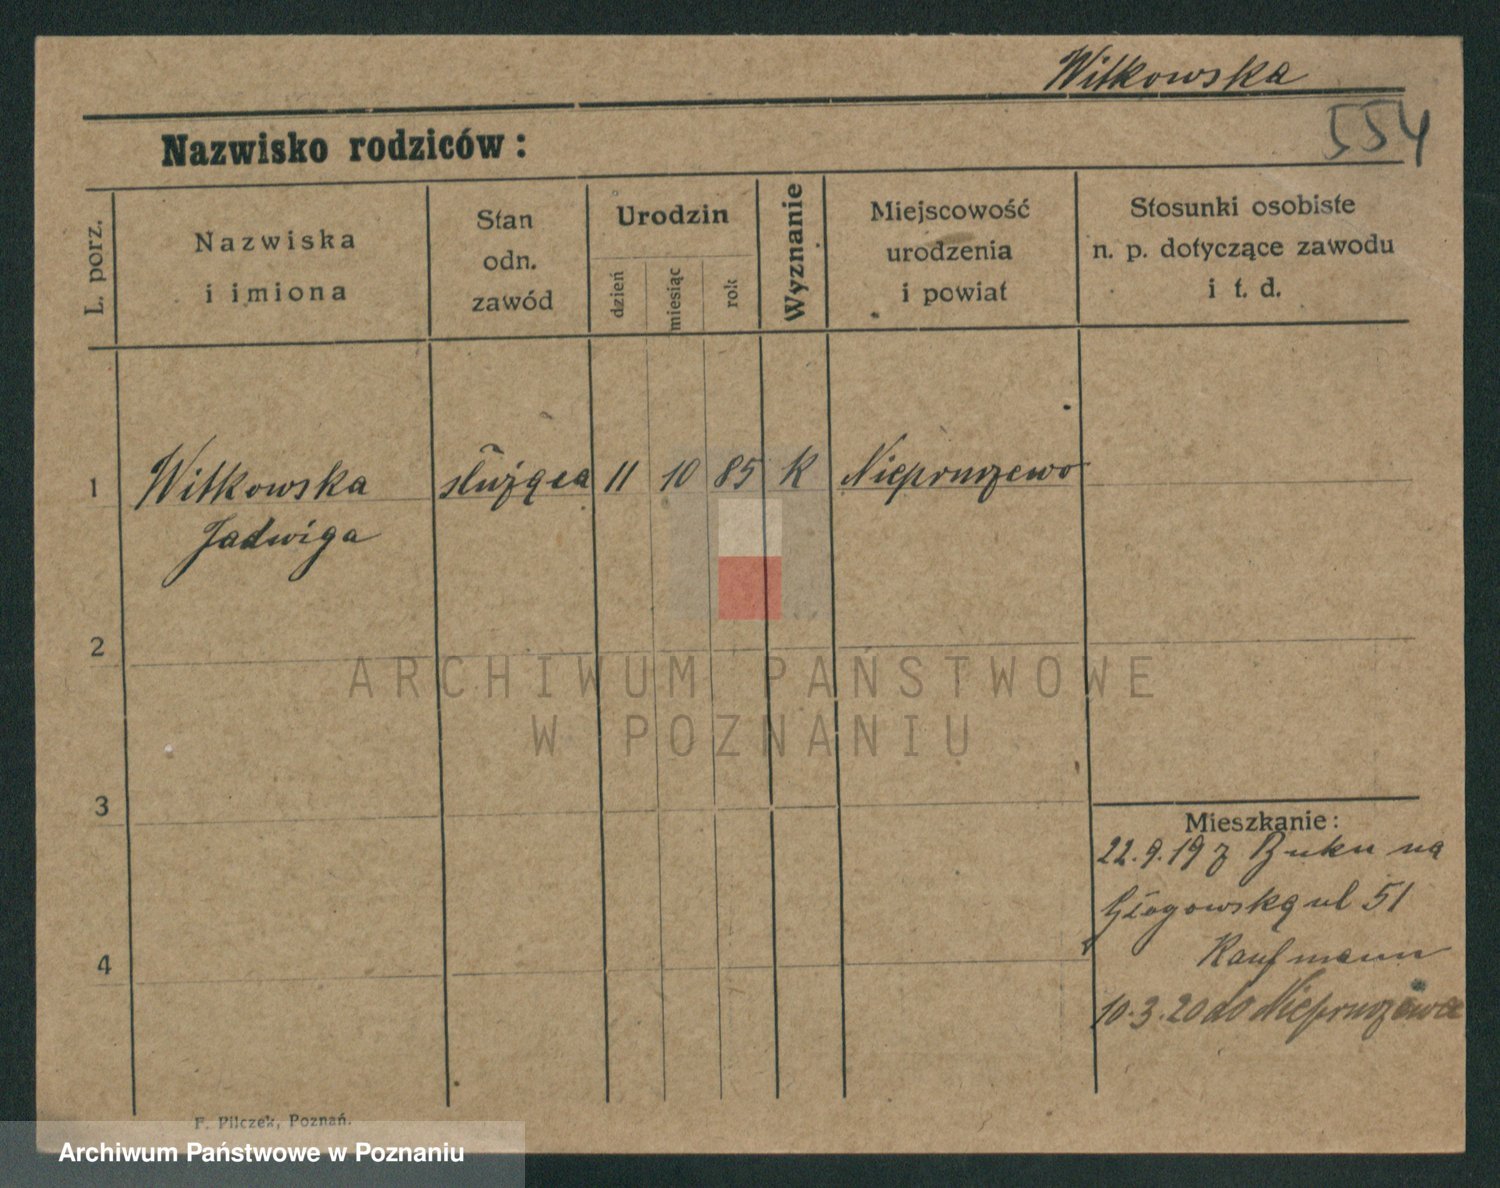 Witkowska
554
Nazwisko rodziców:
L. porz.
Nazwiska
i imiona
Stan
odn.
zawód
Urodzin
dzień
miesiąc
rok
Wyznanie
Miejscowość
urodzenia
i powiat
Stosunki osobiste
n. p. dotyczące zawodu
i t. d.
1 Witkowska służąca 11 10 85 K Niepruszewo
Jadwiga
2
ARCHIWUM PAŃSTWOWE
W POZNANIU
3
Mieszkanie:
22.9.19 z Buku na
Głogowską ul 51
Kaufmann
4
10.3.20 do Niepruszewa
F. Pilczek, Poznań.
Archiwum Państwowe w Poznaniu